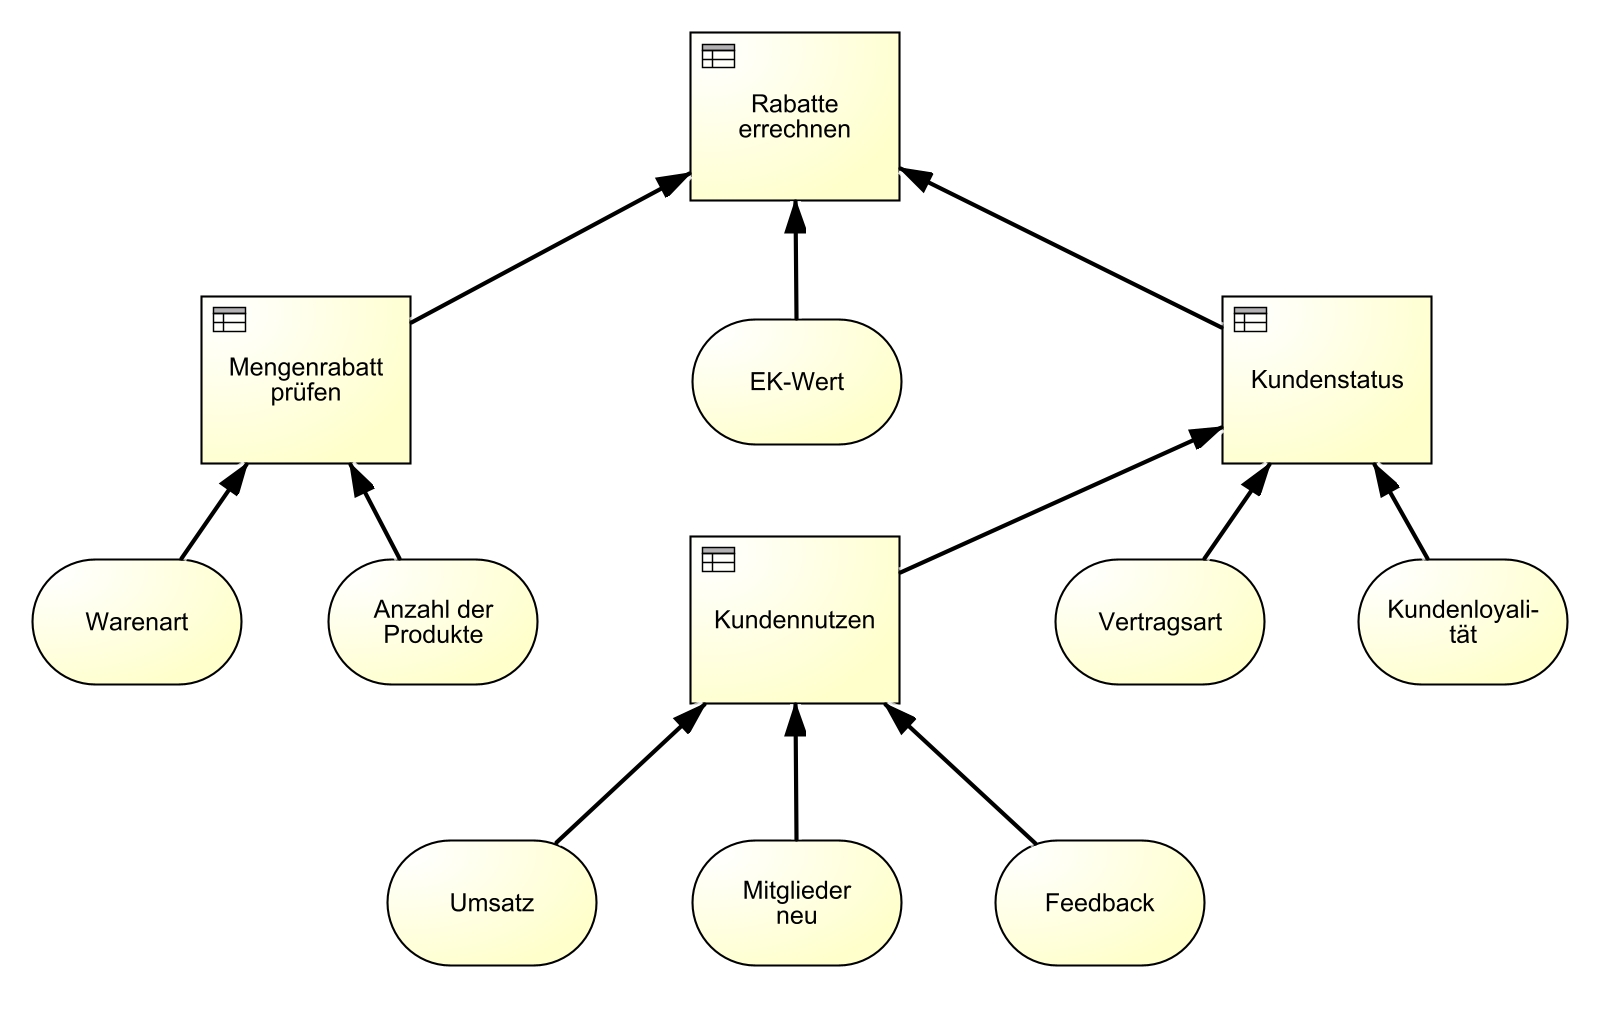 Rabatte
errechnen
Mengenrabatt
prüfen
EK-Wert
Kundenstatus
Warenart
Anzahl der
Produkte
Kundennutzen
Vertragsart
Kundenloyali-
tät
Umsatz
Mitglieder
neu
Feedback